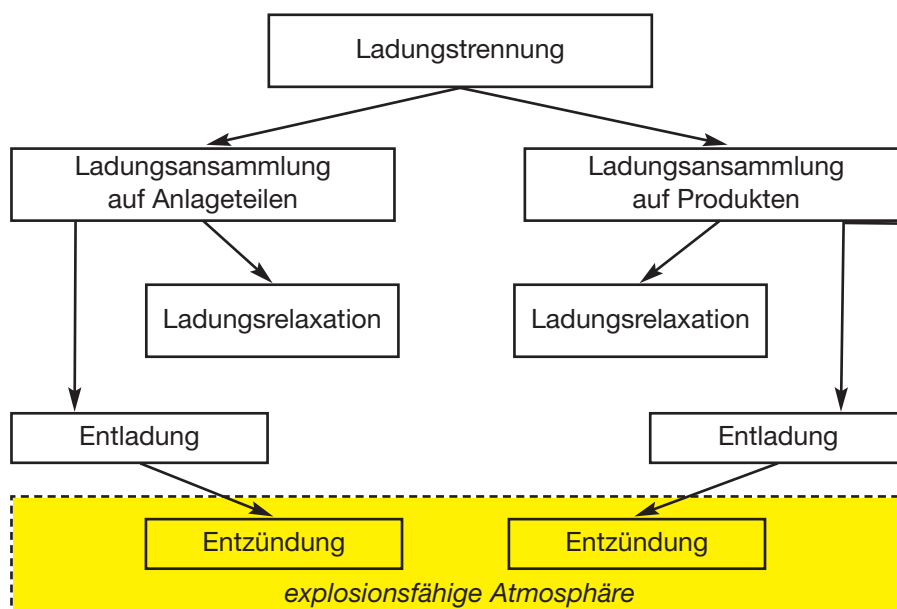 Ladungstrennung
Ladungsansammlung
auf Anlageteilen
Ladungsansammlung
auf Produkten
Ladungsrelaxation
Ladungsrelaxation
Entladung
Entladung
Entzündung
Entzündung
explosionsfähige Atmosphäre